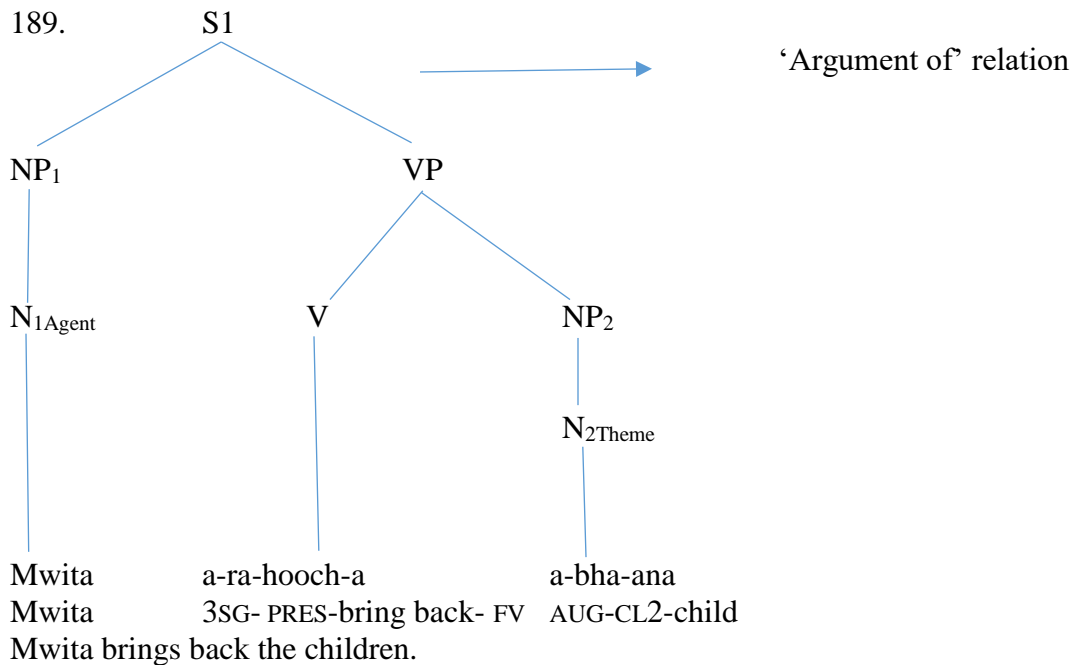 189. S1
‘Argument of’ relation
NP1 VP
N1Agent V NP2
N2Theme
Mwita a-ra-hooch-a a-bha-ana
Mwita 3SG- PRES-bring back- FV AUG-CL2-child
Mwita brings back the children.